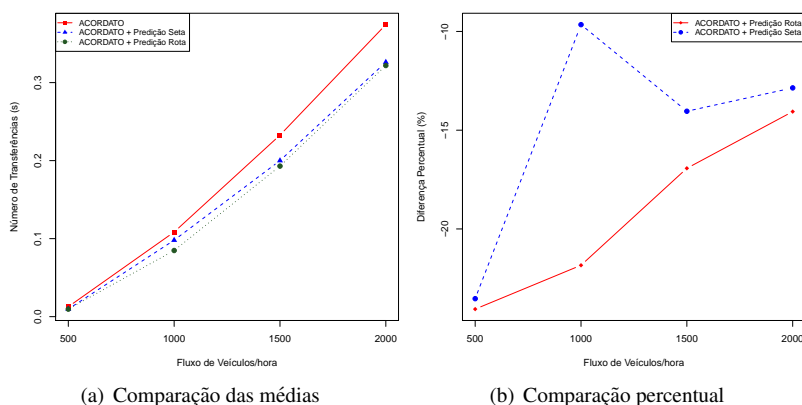 ACORDATO
ACORDATO + Predição Seta
ACORDATO + Predição Rota
Número de Transferências (s)
0.3
0.2
0.1
0.0
500
1000
1500
2000
Fluxo de Veículos/hora
(a) Comparação das médias
ACORDATO + Predição Rota
ACORDATO + Predição Seta
Diferença Percentual (%)
−10
−15
−20
500
1000
1500
2000
Fluxo de Veículos/hora
(b) Comparação percentual